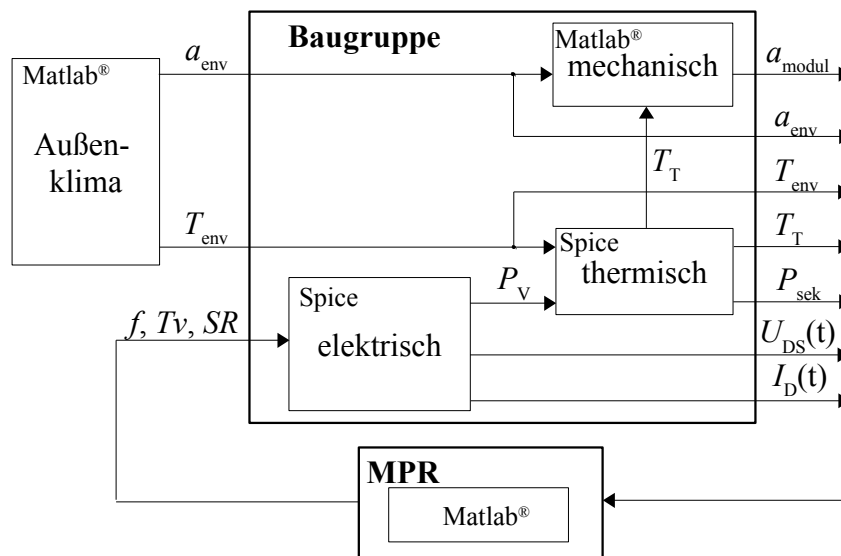 Baugruppe
Matlab®
mechanisch
a_modul
a_env
Matlab®
Außen-
klima
a_env
T_T
T_env
T_env
Spice
thermisch
T_T
P_V
P_sek
Spice
elektrisch
f, Tv, SR
U_DS(t)
I_D(t)
MPR
Matlab®